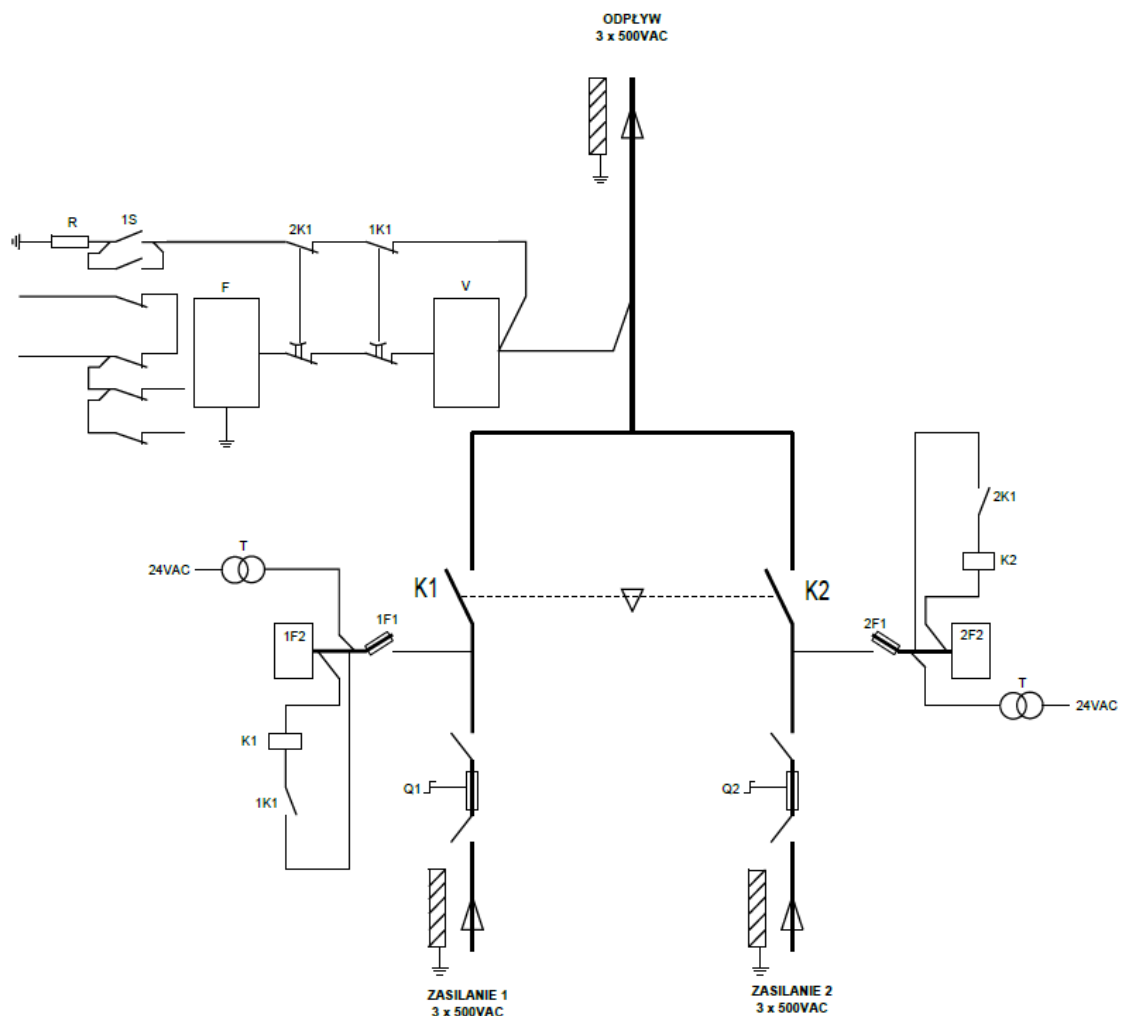 ODPŁYW
3 x 500VAC
R
1S
2K1
1K1
F
V
2K1
K2
T
24VAC
K1
K2
1F1
1F2
2F1
2F2
T
24VAC
K1
1K1
Q1
Q2
ZASILANIE 1
3 x 500VAC
ZASILANIE 2
3 x 500VAC